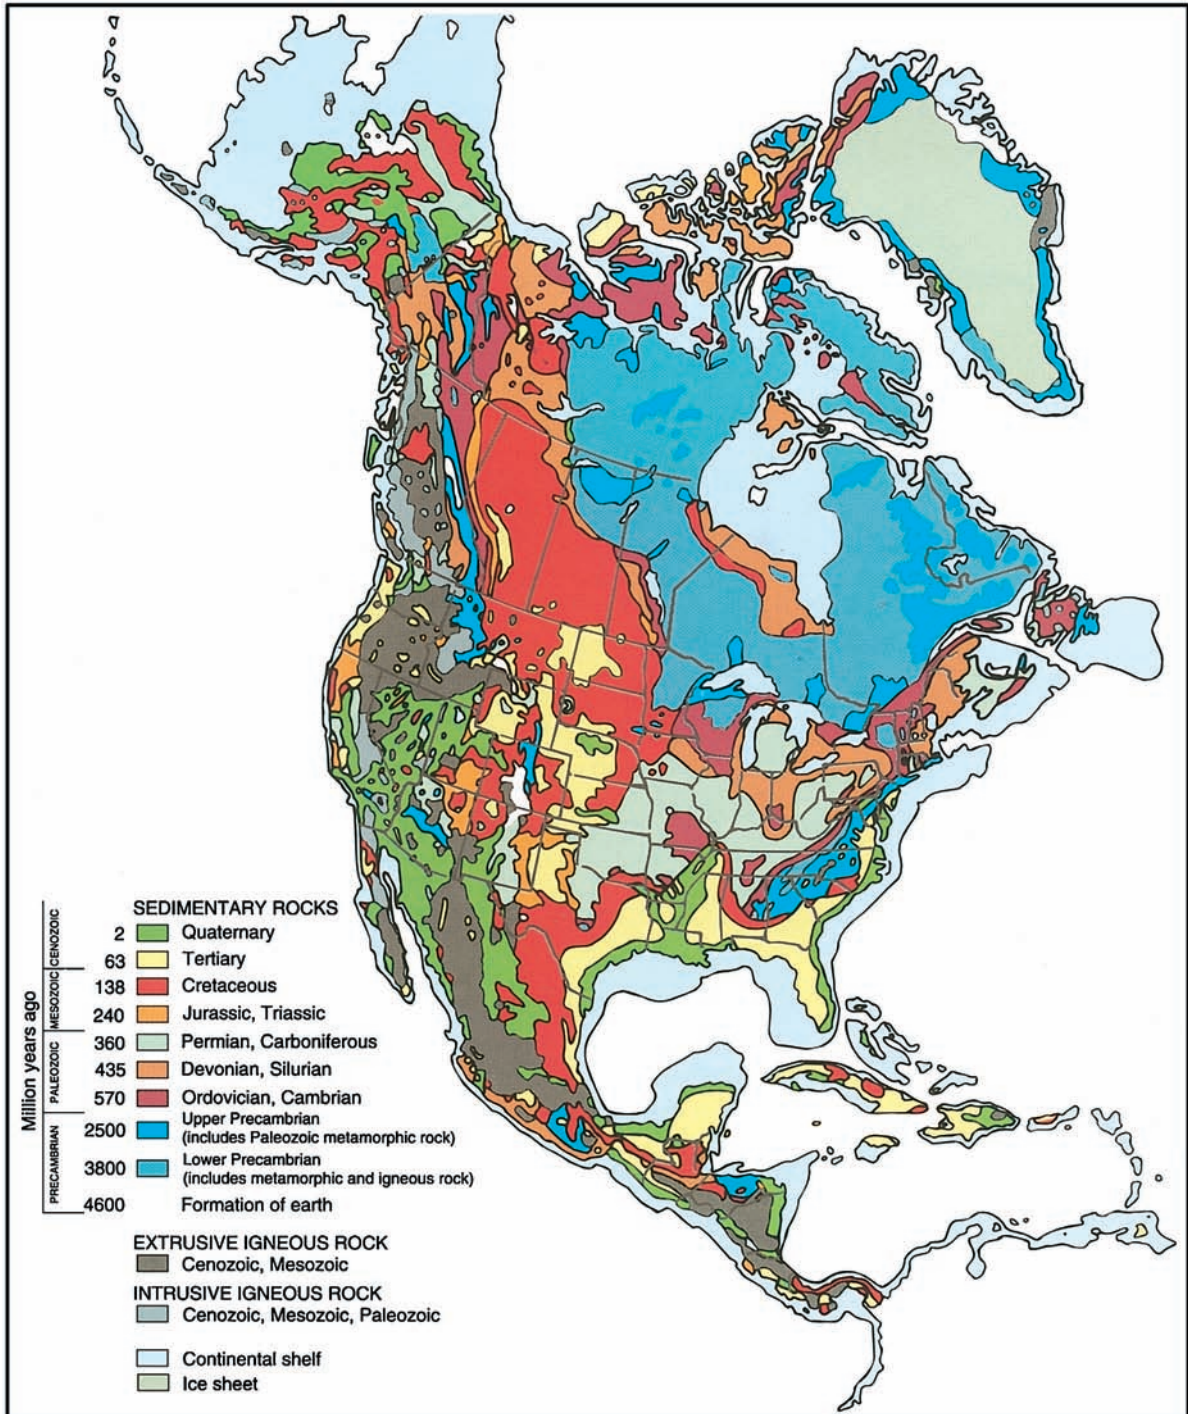 SEDIMENTARY ROCKS
2 Quaternary
63 Tertiary
138 Cretaceous
240 Jurassic, Triassic
360 Permian, Carboniferous
435 Devonian, Silurian
570 Ordovician, Cambrian
2500 Upper Precambrian
(includes Paleozoic metamorphic rock)
3800 Lower Precambrian
(includes metamorphic and igneous rock)
4600 Formation of earth
Million years ago
CENOZOIC
MESOZOIC
PALEOZOIC
PRECAMBRIAN
EXTRUSIVE IGNEOUS ROCK
Cenozoic, Mesozoic
INTRUSIVE IGNEOUS ROCK
Cenozoic, Mesozoic, Paleozoic
Continental shelf
Ice sheet